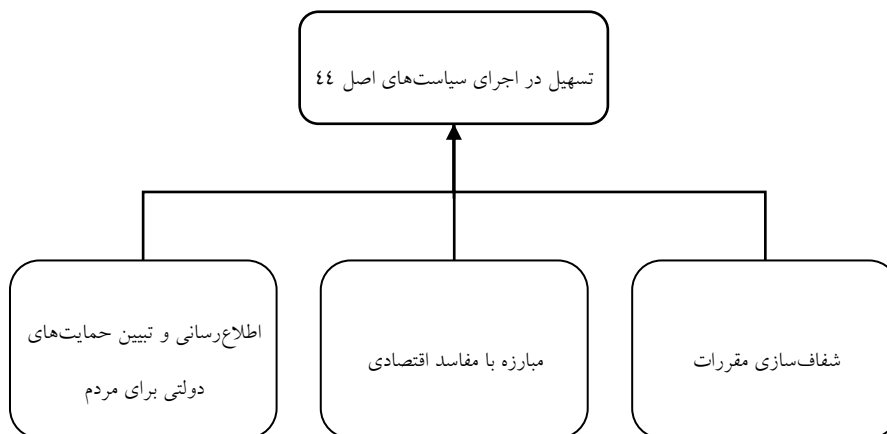 تسهیل در اجرای سیاست‌های اصل ٤٤
شفاف‌سازی مقررات
مبارزه با مفاسد اقتصادی
اطلاع‌رسانی و تبیین حمایت‌های
دولتی برای مردم